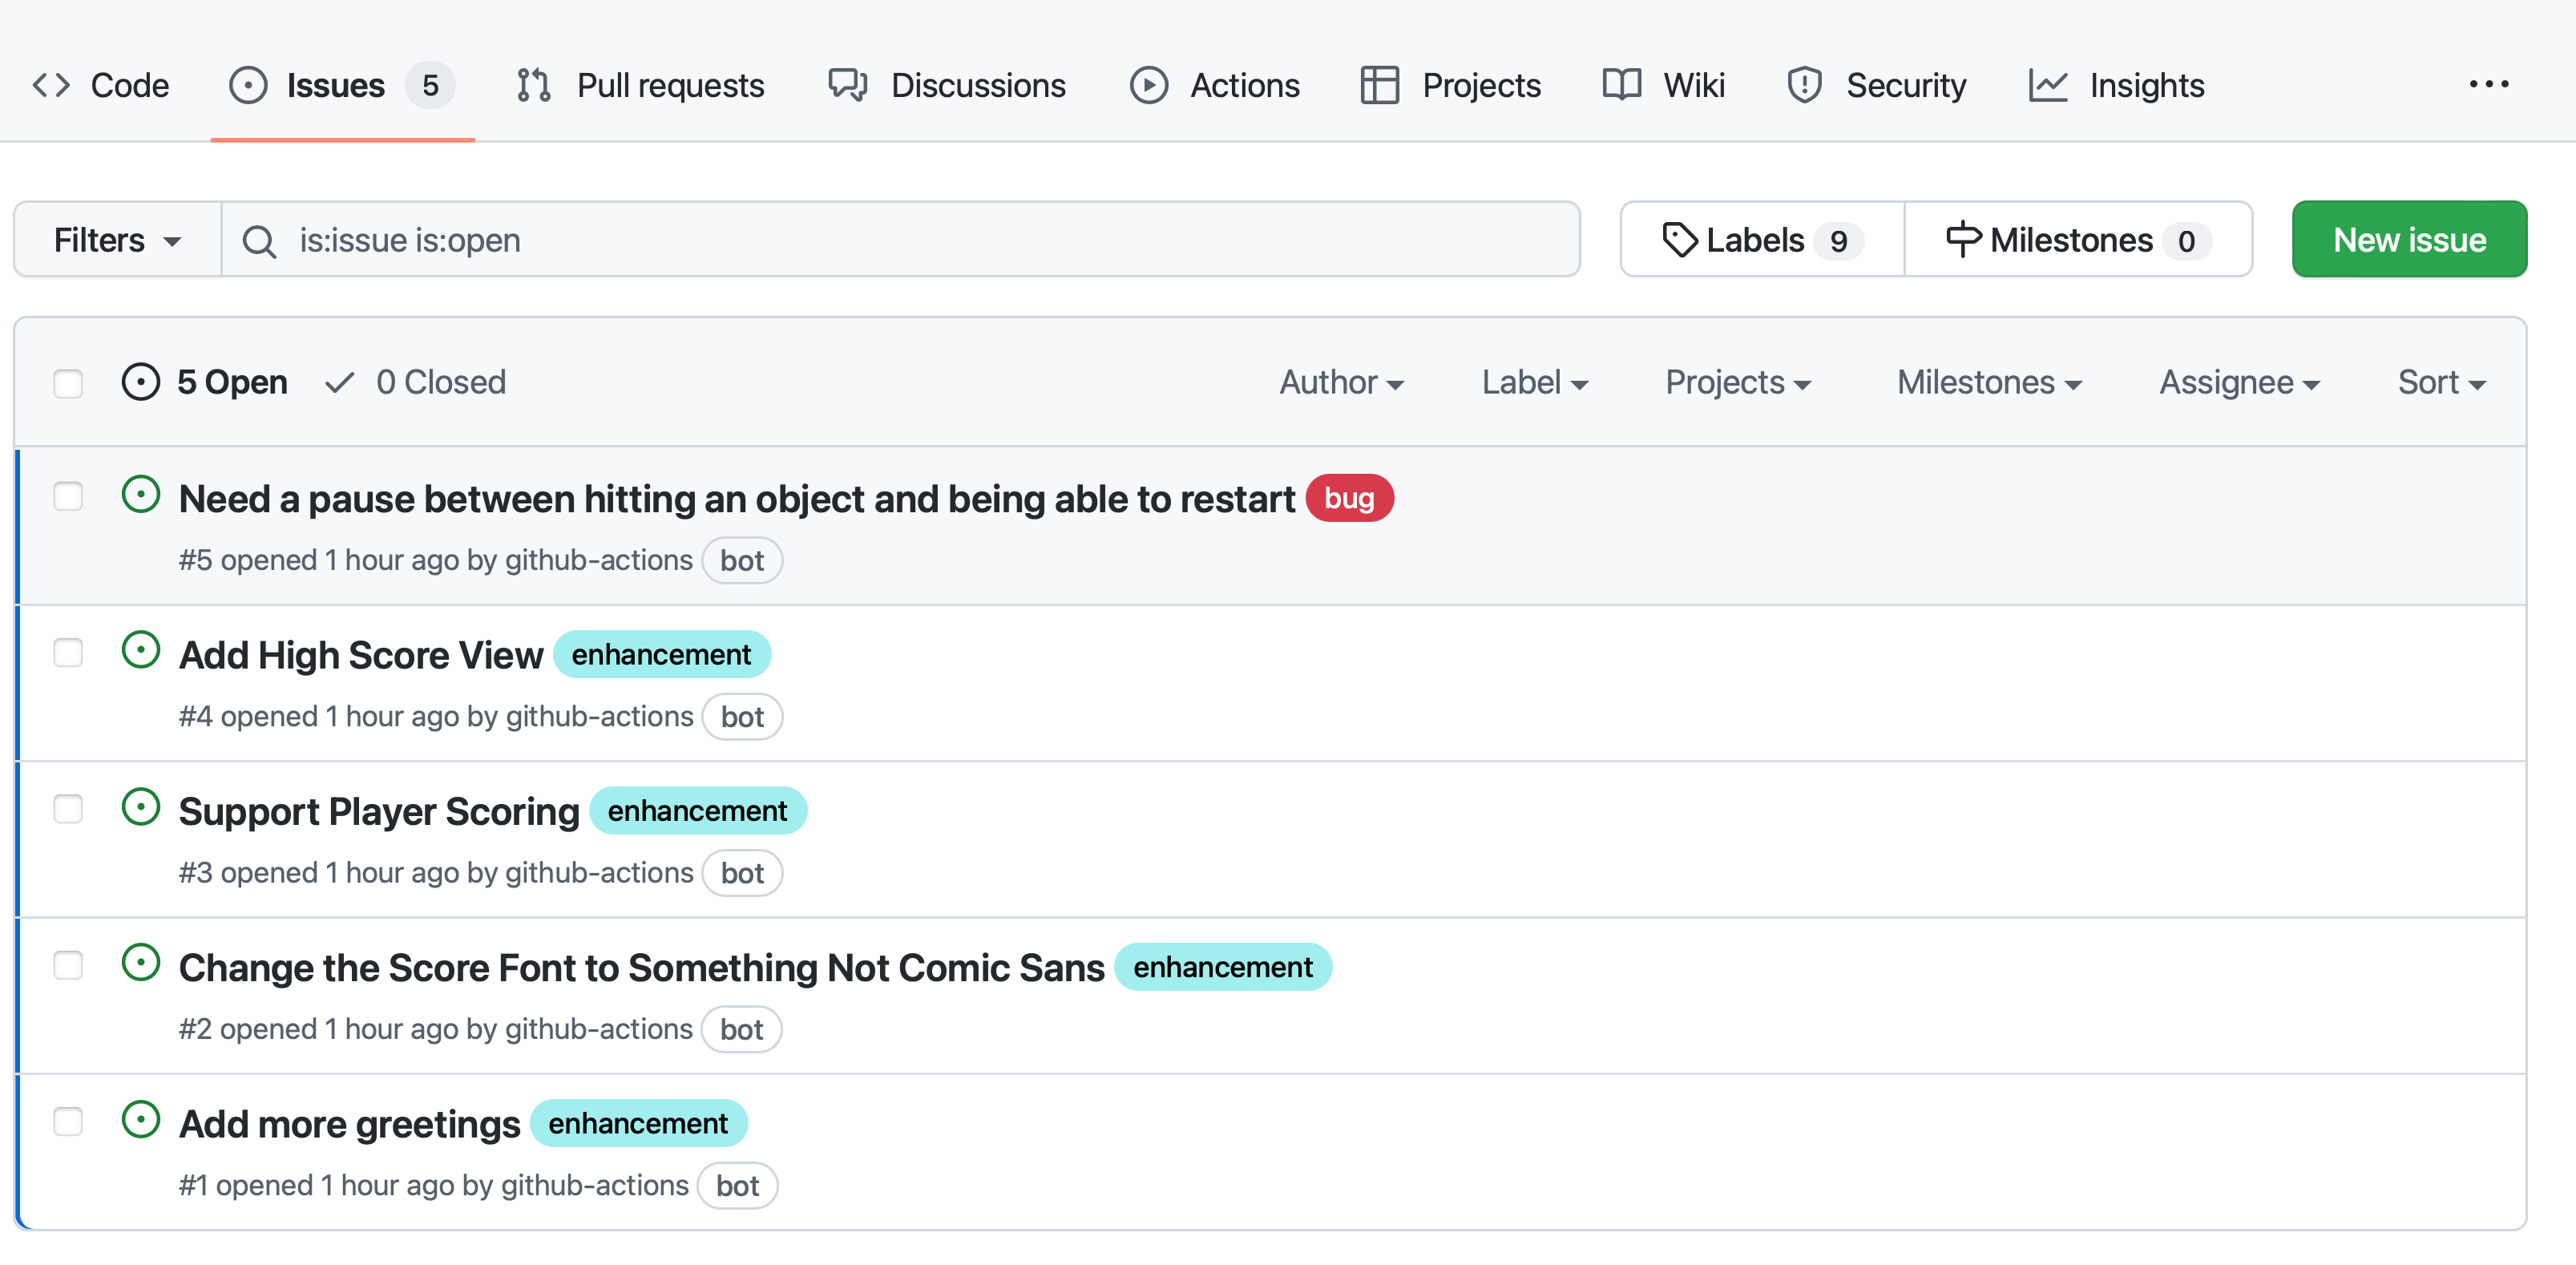 Code Issues 5 Pull requests Discussions Actions Projects Wiki Security Insights
Filters is:issue is:open Labels 9 Milestones 0 New issue
5 Open 0 Closed Author Label Projects Milestones Assignee Sort
Need a pause between hitting an object and being able to restart bug
#5 opened 1 hour ago by github-actions bot
Add High Score View enhancement
#4 opened 1 hour ago by github-actions bot
Support Player Scoring enhancement
#3 opened 1 hour ago by github-actions bot
Change the Score Font to Something Not Comic Sans enhancement
#2 opened 1 hour ago by github-actions bot
Add more greetings enhancement
#1 opened 1 hour ago by github-actions bot